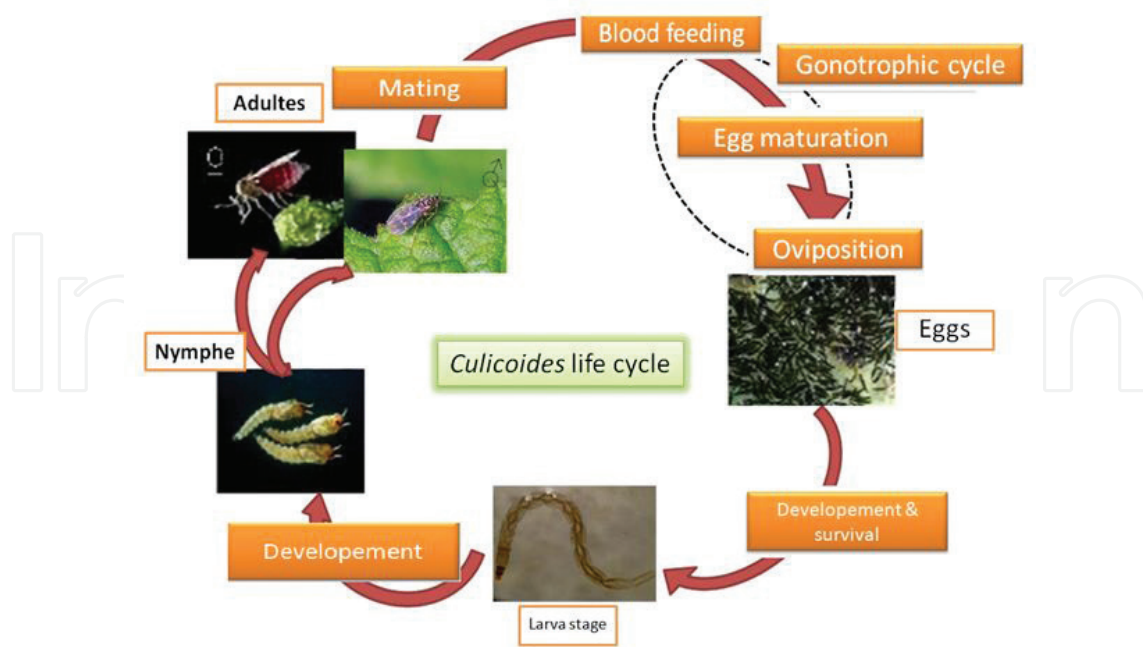 Blood feeding
Gonotrophic cycle
Mating
Adultes
Egg maturation
♂
Oviposition
Eggs
Nymphe
Culicoides life cycle
Developement &
survival
Developement
Larva stage